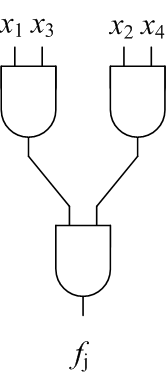 x₁ x₃ x₂ x₄
fⱼ